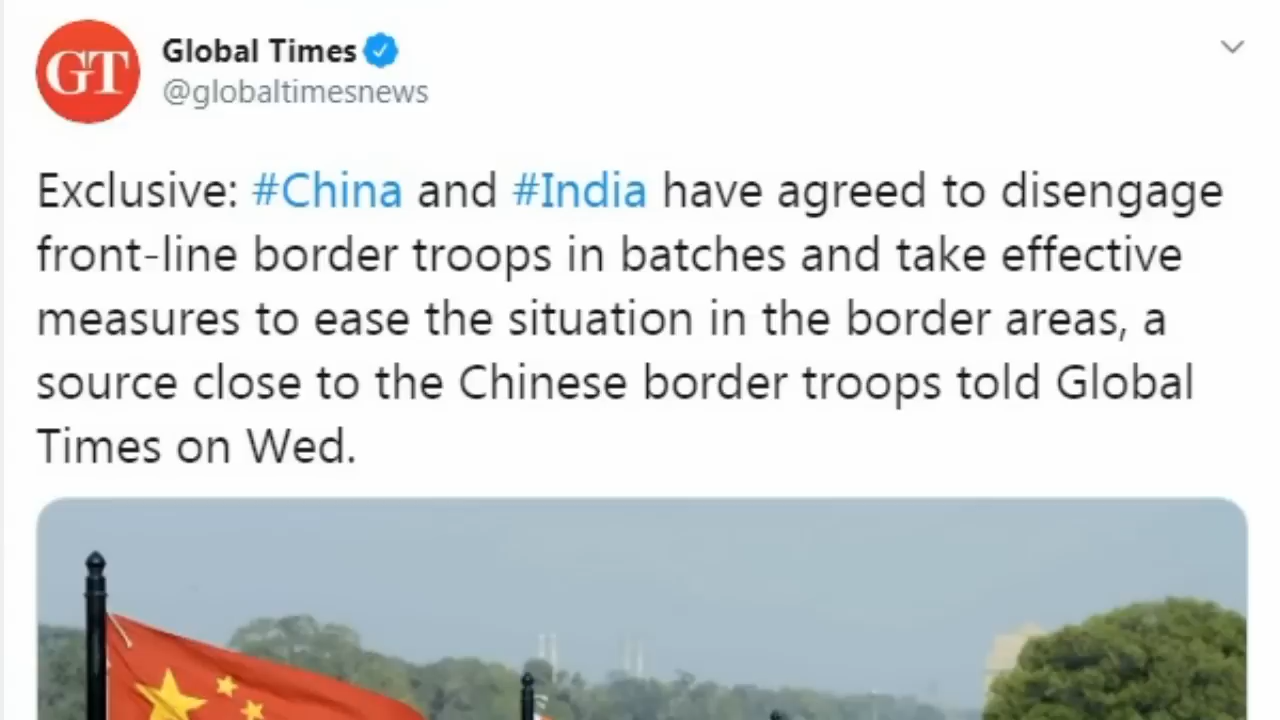 GT
Global Times
@globaltimesnews
Exclusive: #China and #India have agreed to disengage
front-line border troops in batches and take effective
measures to ease the situation in the border areas, a
source close to the Chinese border troops told Global
Times on Wed.